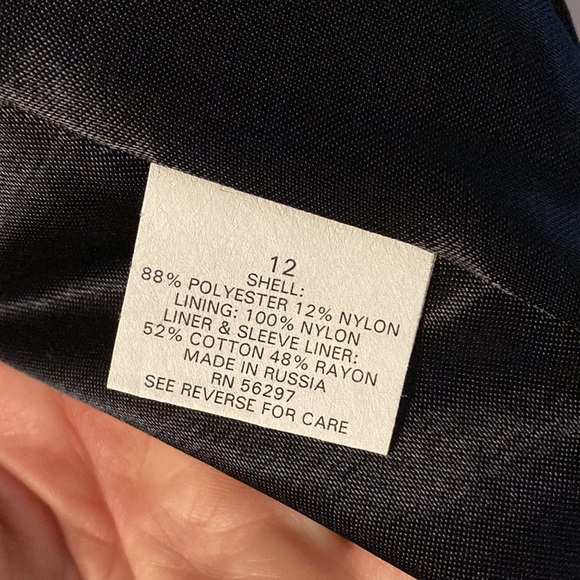 12
SHELL:
88% POLYESTER 12% NYLON
LINING: 100% NYLON
LINER & SLEEVE LINER:
52% COTTON 48% RAYON
MADE IN RUSSIA
RN 56297
SEE REVERSE FOR CARE